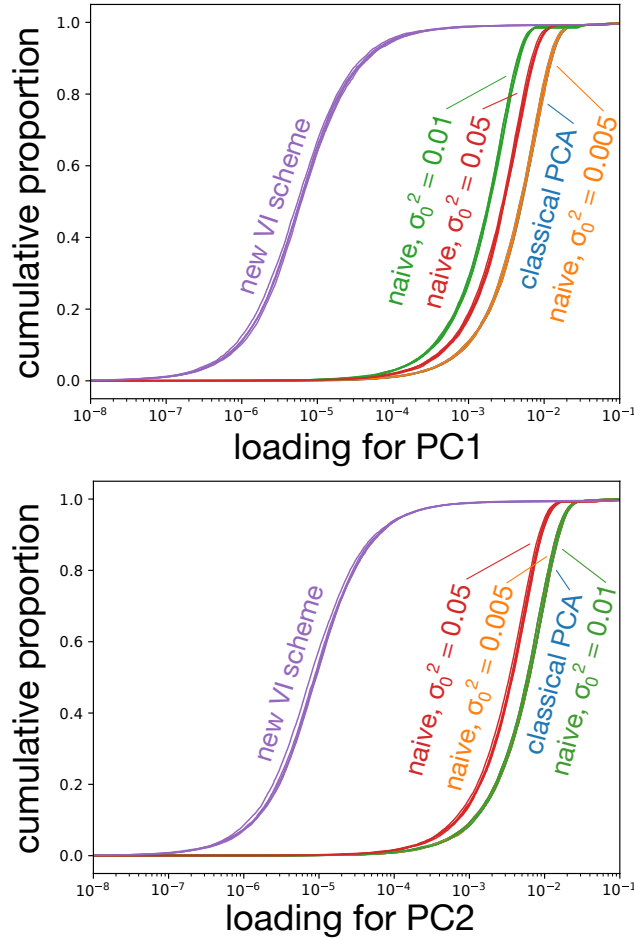 cumulative proportion
1.0
0.8
0.6
0.4
0.2
0.0
new VI scheme
naive, σ₀² = 0.01
naive, σ₀² = 0.05
classical PCA
naive, σ₀² = 0.005
10⁻⁸ 10⁻⁷ 10⁻⁶ 10⁻⁵ 10⁻⁴ 10⁻³ 10⁻² 10⁻¹
loading for PC1
cumulative proportion
1.0
0.8
0.6
0.4
0.2
0.0
new VI scheme
naive, σ₀² = 0.05
naive, σ₀² = 0.005
classical PCA
naive, σ₀² = 0.01
10⁻⁸ 10⁻⁷ 10⁻⁶ 10⁻⁵ 10⁻⁴ 10⁻³ 10⁻² 10⁻¹
loading for PC2